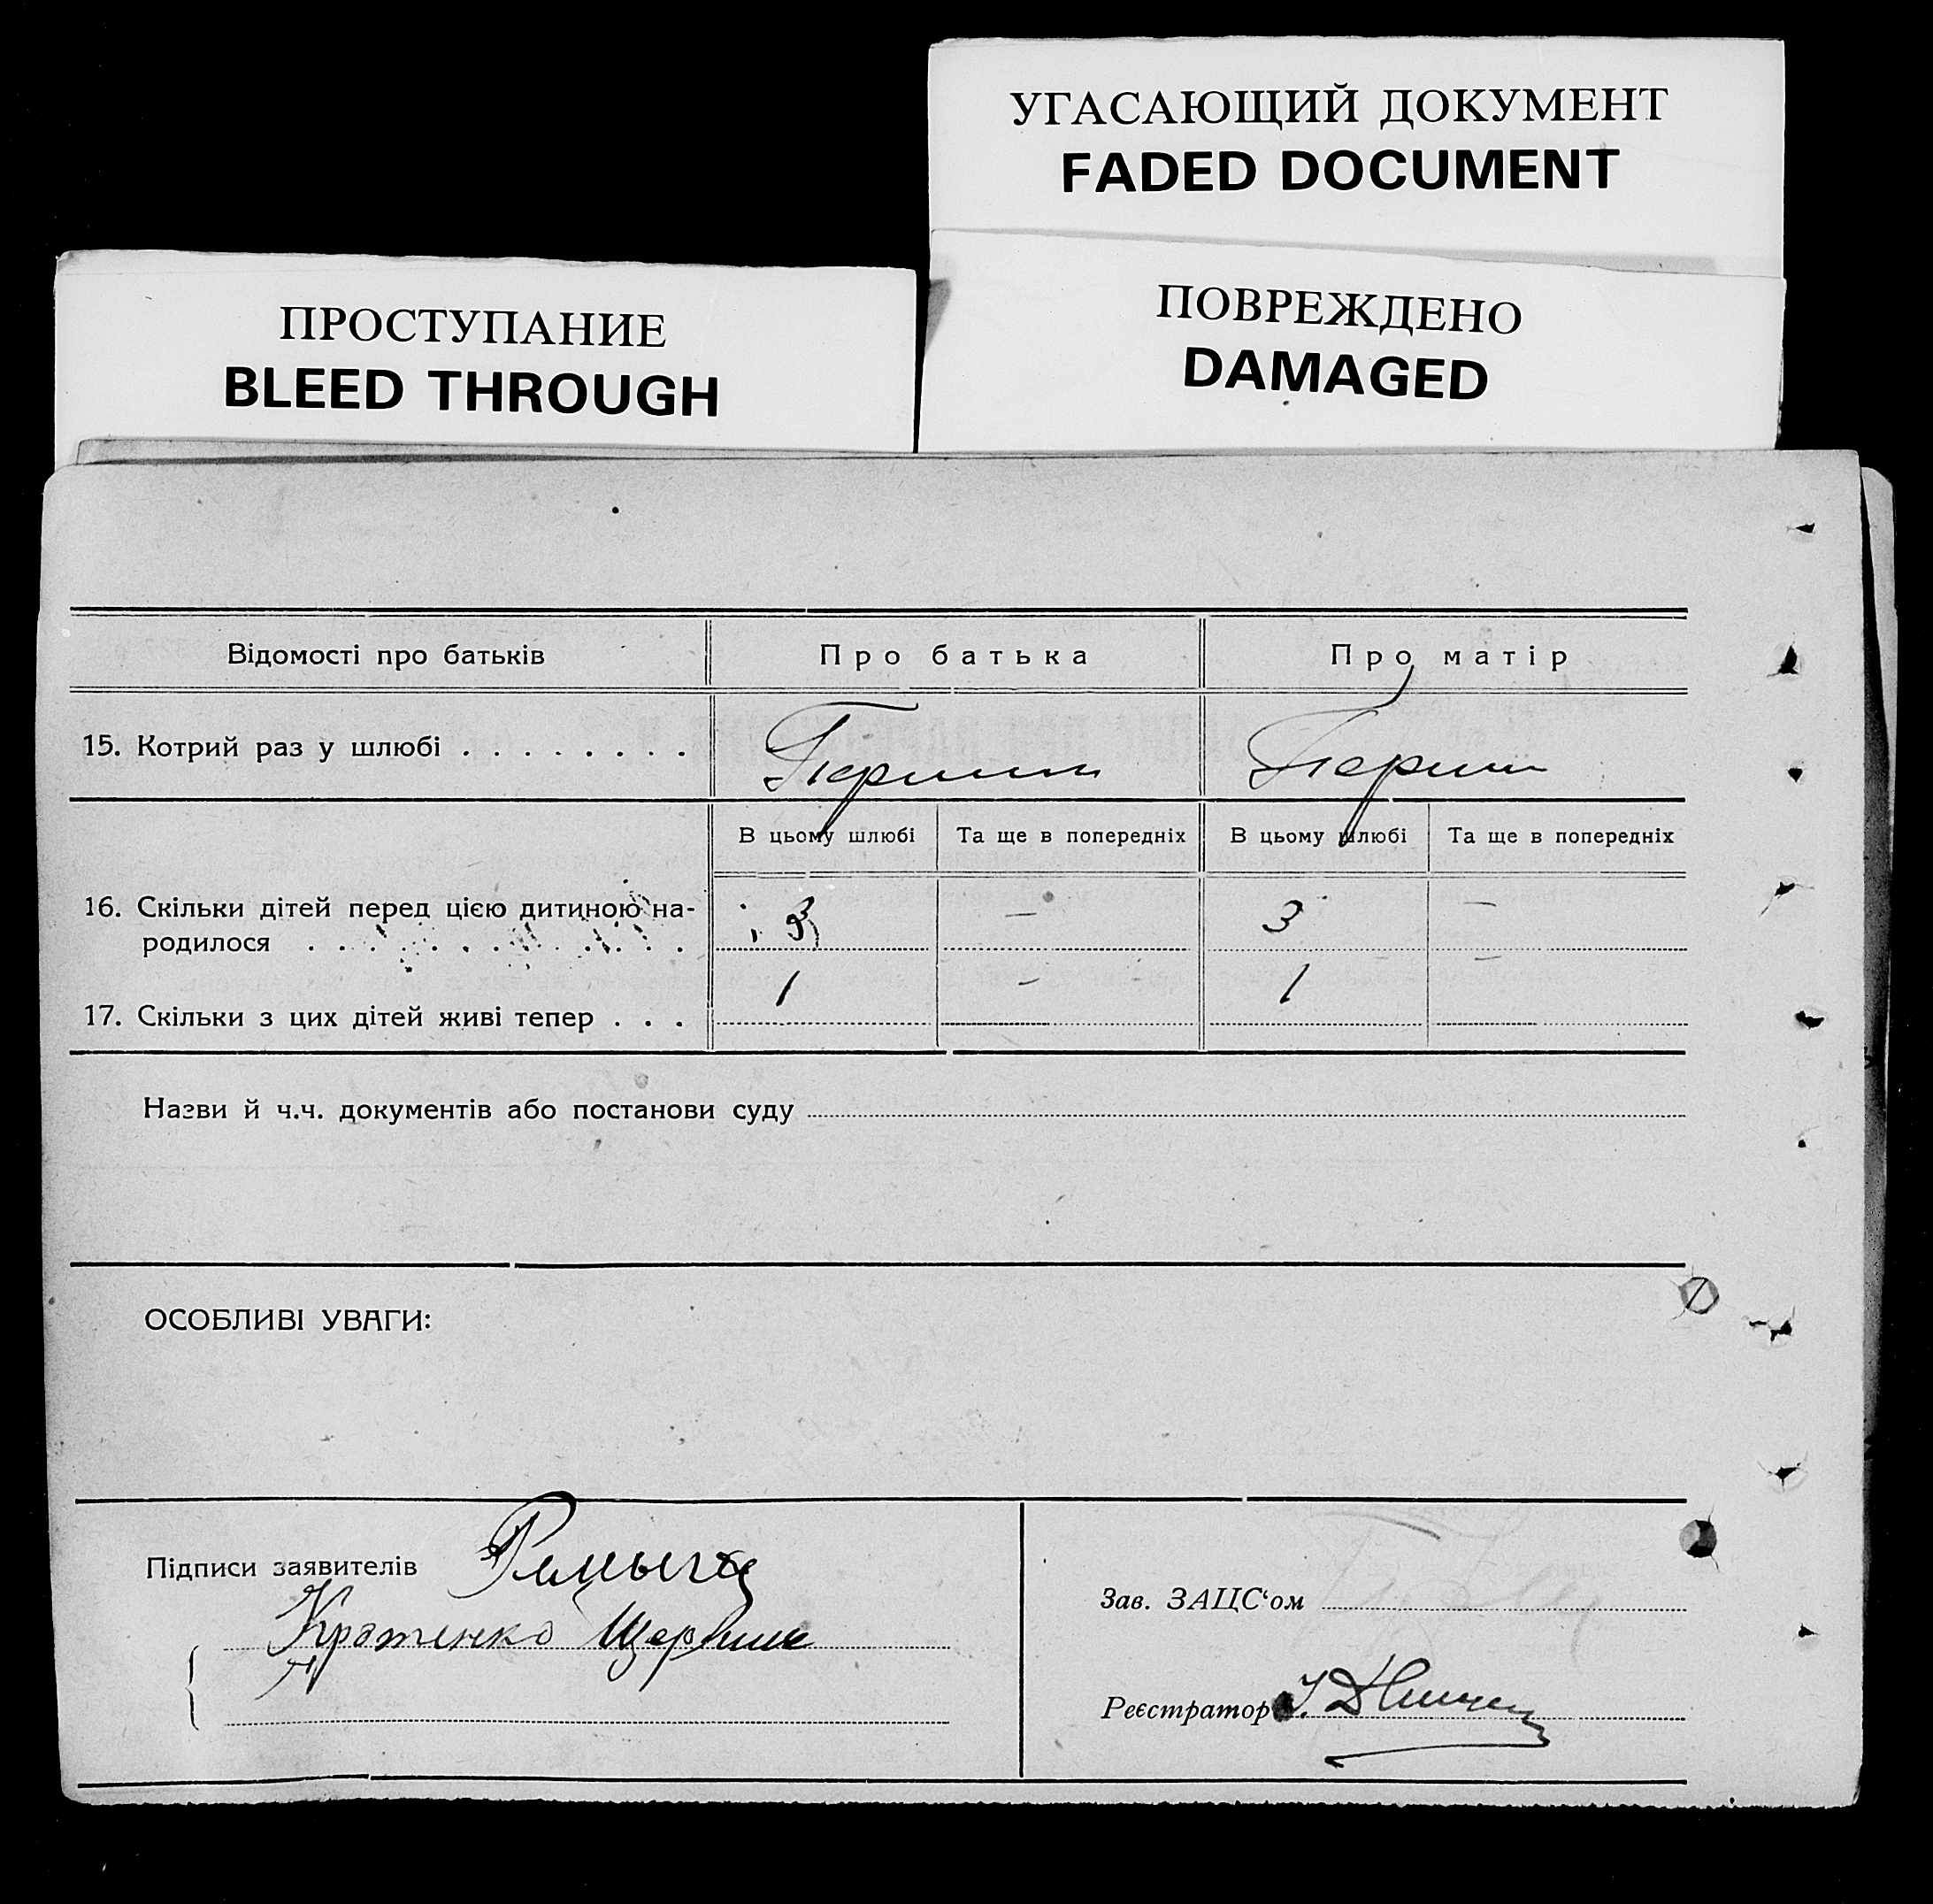 УГАСАЮЩИЙ ДОКУМЕНТ
FADED DOCUMENT
ПРОСТУПАНИЕ
BLEED THROUGH
ПОВРЕЖДЕНО
DAMAGED
Відомості про батьків Про батька Про матір
15. Котрий раз у шлюбі . . . . . . . .
В цьому шлюбі Та ще в попередніх В цьому шлюбі Та ще в попередніх
16. Скільки дітей перед цією дитиною на- 3 — 3 —
родилося . . . . . . . . . . . . . . —
17. Скільки з цих дітей живі тепер . . . 1 - 1
Назви й ч.ч. документів або постанови суду
ОСОБЛИВІ УВАГИ:
Підписи заявителів
Зав. ЗАЦС‘ом
Реєстратор